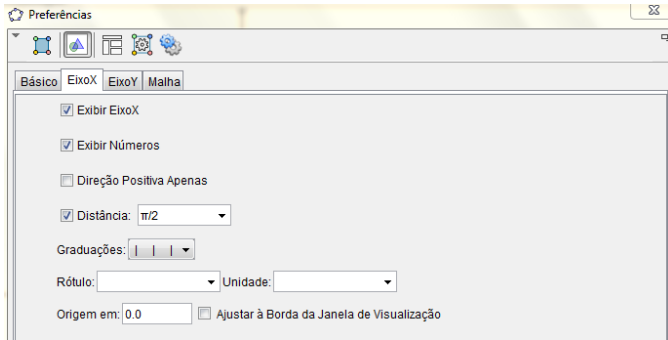 Preferências
Básico EixoX EixoY Malha
Exibir EixoX
Exibir Números
Direção Positiva Apenas
Distância: π/2
Graduações: | | |
Rótulo: Unidade:
Origem em: 0.0 Ajustar à Borda da Janela de Visualização